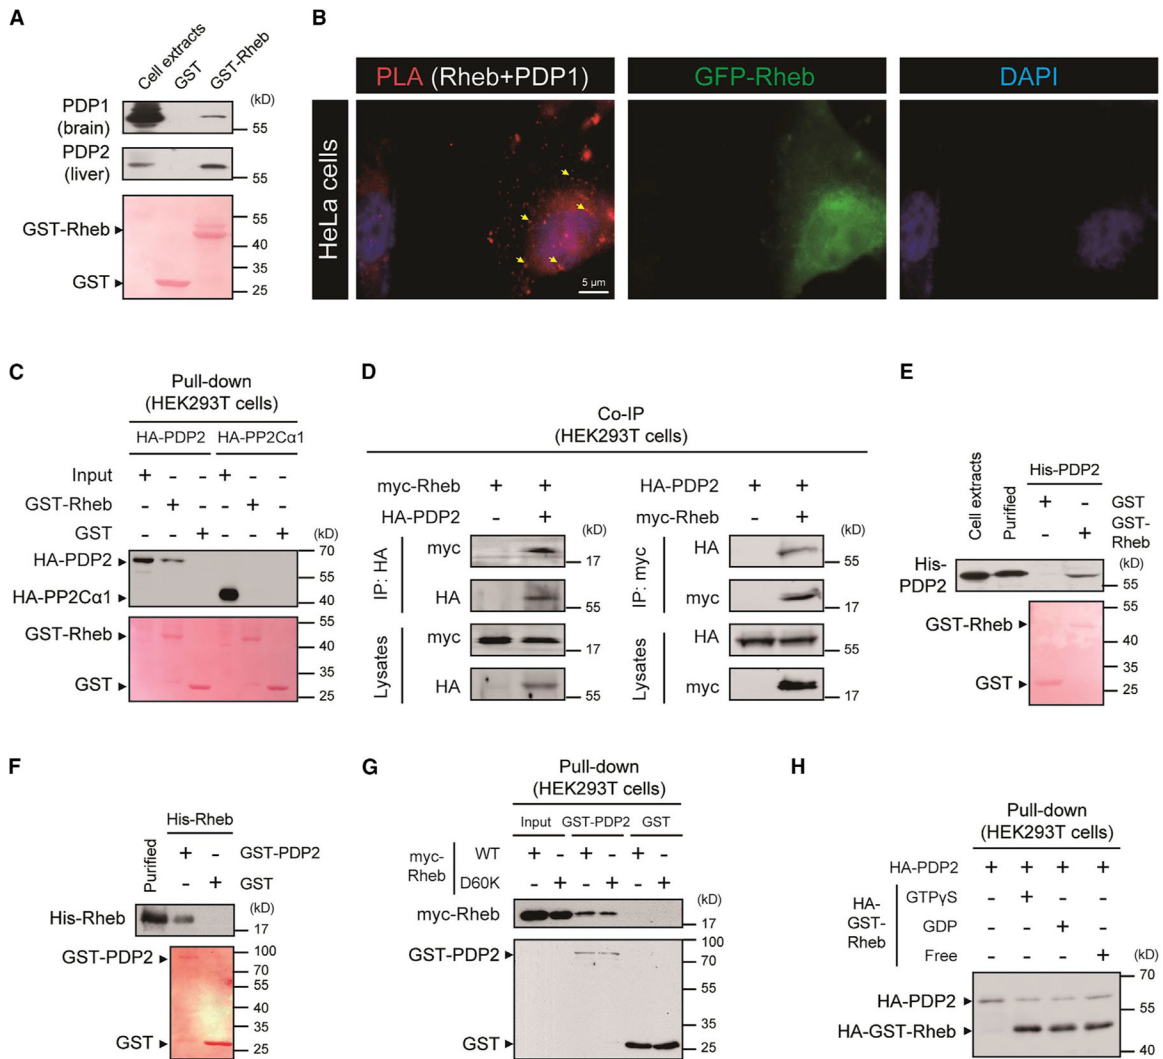 A
Cell extracts
GST
GST-Rheb
(kD)
PDP1
(brain)
55
PDP2
(liver)
55
GST-Rheb
GST
55
40
35
25
B
PLA (Rheb+PDP1)
GFP-Rheb
DAPI
HeLa cells
5 μm
C
Pull-down
(HEK293T cells)
HA-PDP2 HA-PP2Cα1
Input + - - + - -
GST-Rheb - + - - + -
GST - - + - - + (kD)
HA-PDP2
HA-PP2Cα1
70
55
40
GST-Rheb
GST
55
40
35
25
D
Co-IP
(HEK293T cells)
myc-Rheb + +
HA-PDP2 - + (kD)
IP: HA
myc 17
HA 55
Lysates
myc 17
HA 55
HA-PDP2 + +
myc-Rheb - + (kD)
IP: myc
HA 55
myc 17
Lysates
HA 55
myc 17
E
Cell extracts
Purified
His-PDP2
+ - GST
- + GST-
Rheb
(kD)
His-
PDP2
55
GST-Rheb
GST
55
40
35
25
F
Purified
His-Rheb
+ - GST-PDP2
- + GST
(kD)
His-Rheb 17
GST-PDP2
GST
100
70
55
40
35
25
G
Pull-down
(HEK293T cells)
Input GST-PDP2 GST
myc-
Rheb
WT + - + - + -
D60K - + - + - +
(kD)
myc-Rheb 17
GST-PDP2
GST
100
70
55
35
25
H
Pull-down
(HEK293T cells)
HA-PDP2 + + + +
HA-
GST-
Rheb
GTPγS - + - -
GDP - - + -
Free - - - + (kD)
HA-PDP2
HA-GST-Rheb
70
55
40